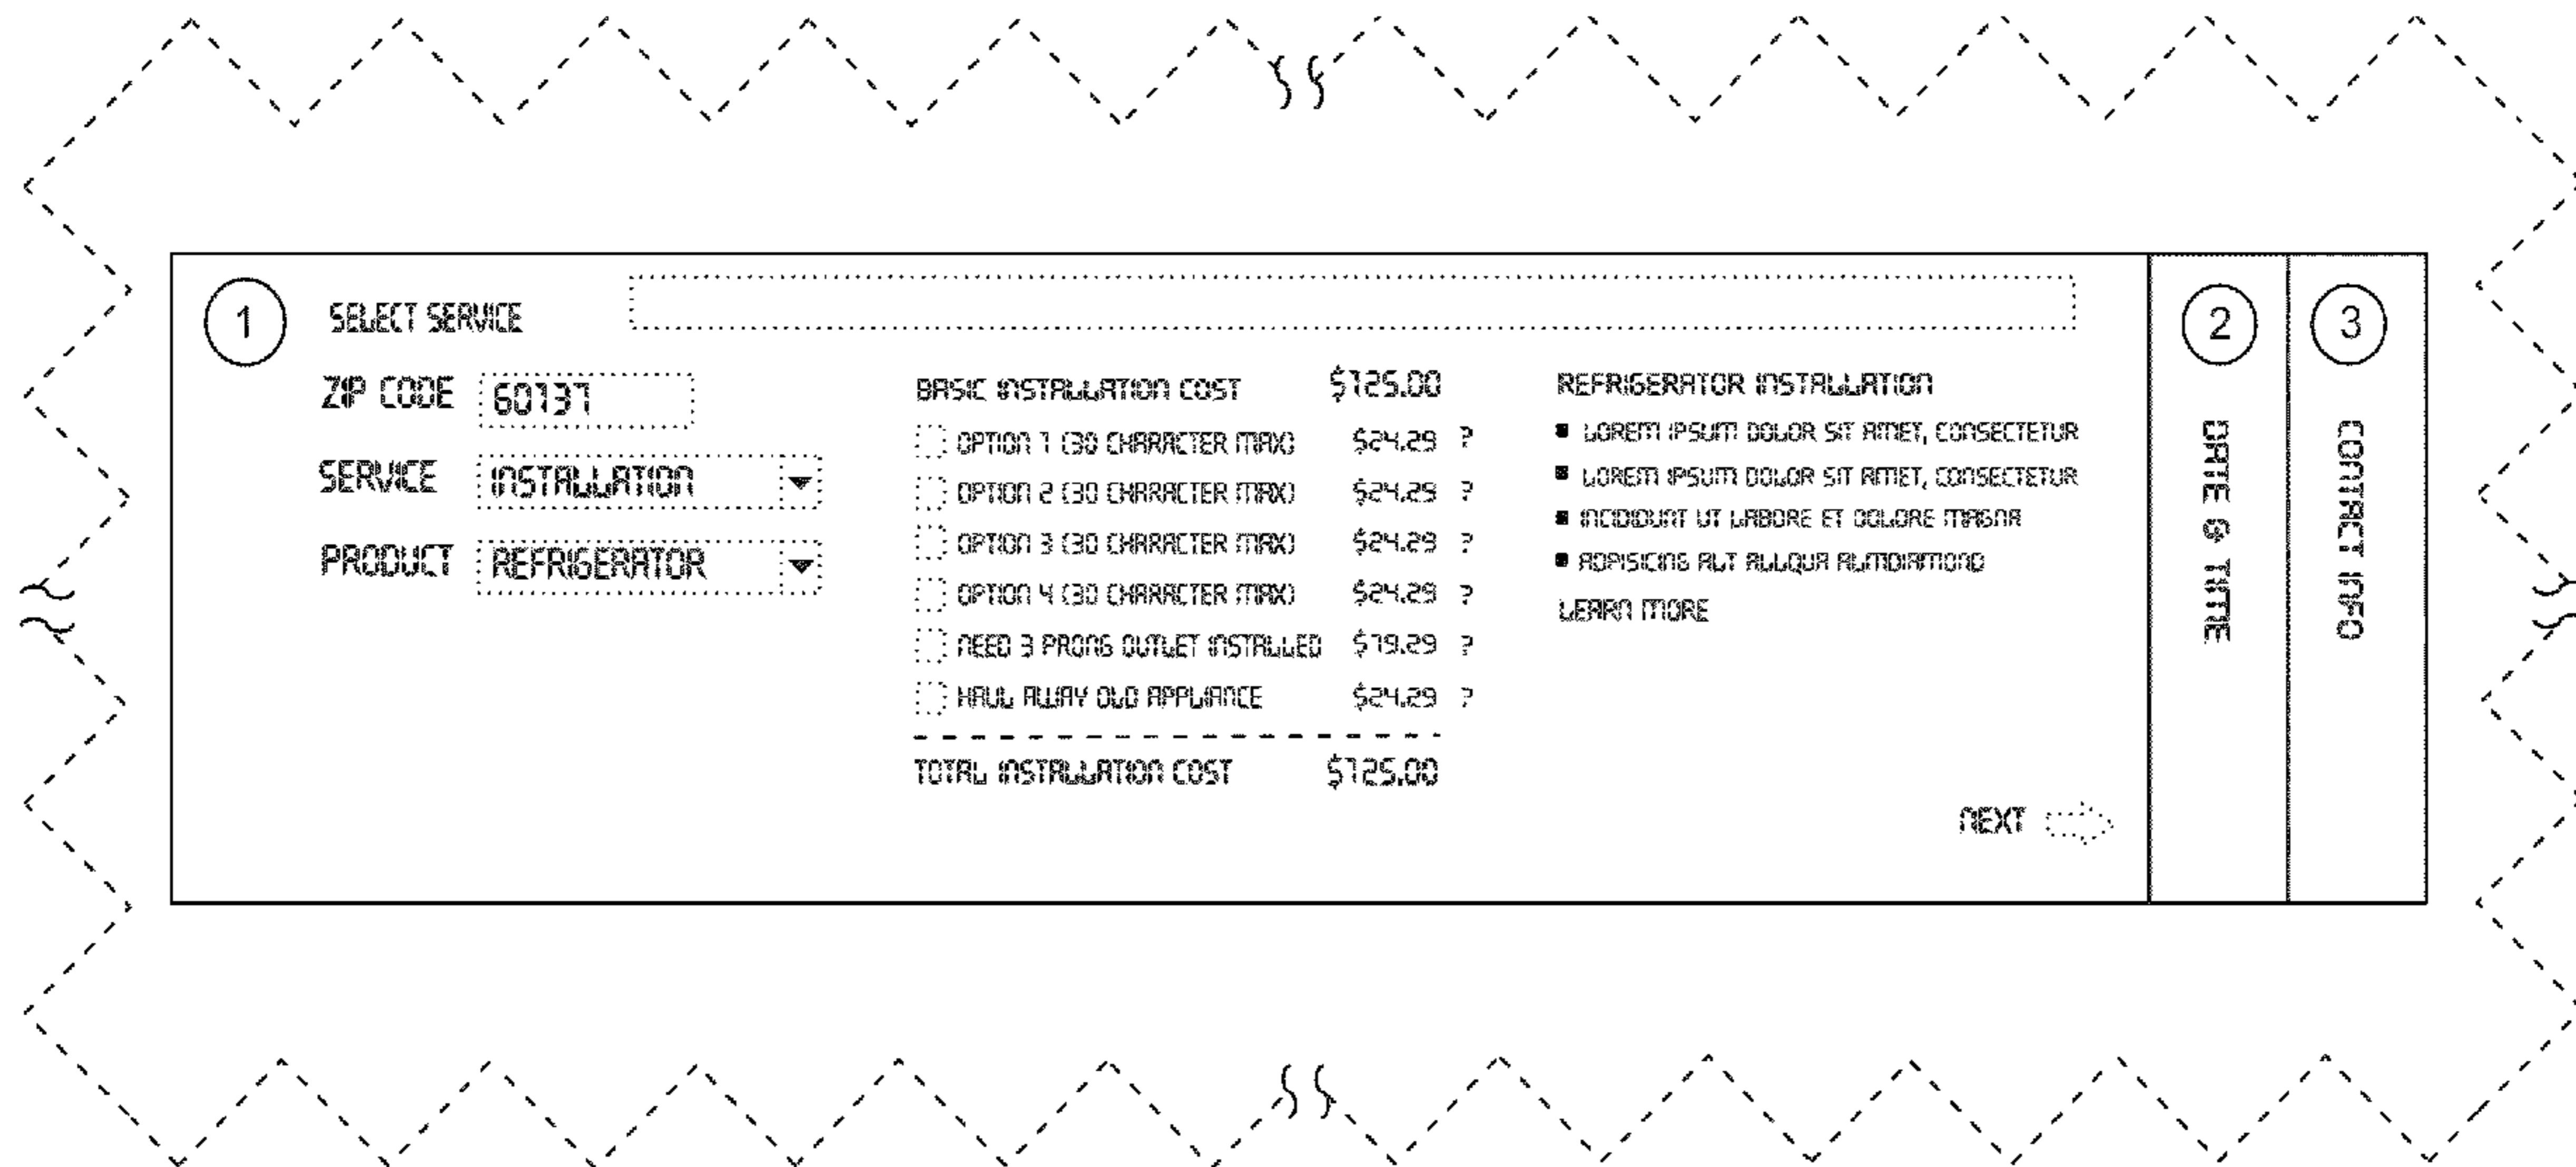 1
SELECT SERVICE
ZIP CODE 60137
SERVICE INSTALLATION
PRODUCT REFRIGERATOR
BASIC INSTALLATION COST $125.00
OPTION 1 (30 CHARACTER MAX) $24.29 ?
OPTION 2 (30 CHARACTER MAX) $24.29 ?
OPTION 3 (30 CHARACTER MAX) $24.29 ?
OPTION 4 (30 CHARACTER MAX) $24.29 ?
NEED 3 PRONG OUTLET INSTALLED $79.29 ?
HAUL AWAY OLD APPLIANCE $24.29 ?
TOTAL INSTALLATION COST $125.00
REFRIGERATOR INSTALLATION
■ LOREM IPSUM DOLOR SIT AMET, CONSECTETUR
■ LOREM IPSUM DOLOR SIT AMET, CONSECTETUR
■ INCIDIDUNT UT LABORE ET DOLORE MAGNA
■ ADIPISICING
LEARN MORE
NEXT
2
DATE & TIME
3
CONTACT INFO